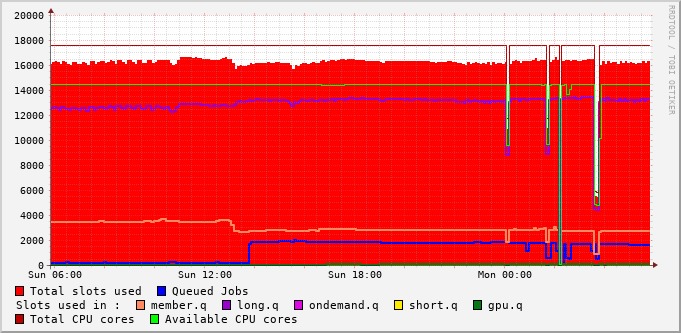 20000
18000
16000
14000
12000
10000
8000
6000
4000
2000
0
Sun 06:00 Sun 12:00 Sun 18:00 Mon 00:00
RRDTOOL / TOBI OETIKER
Total slots used Queued Jobs
Slots used in : member.q long.q ondemand.q short.q gpu.q
Total CPU cores Available CPU cores